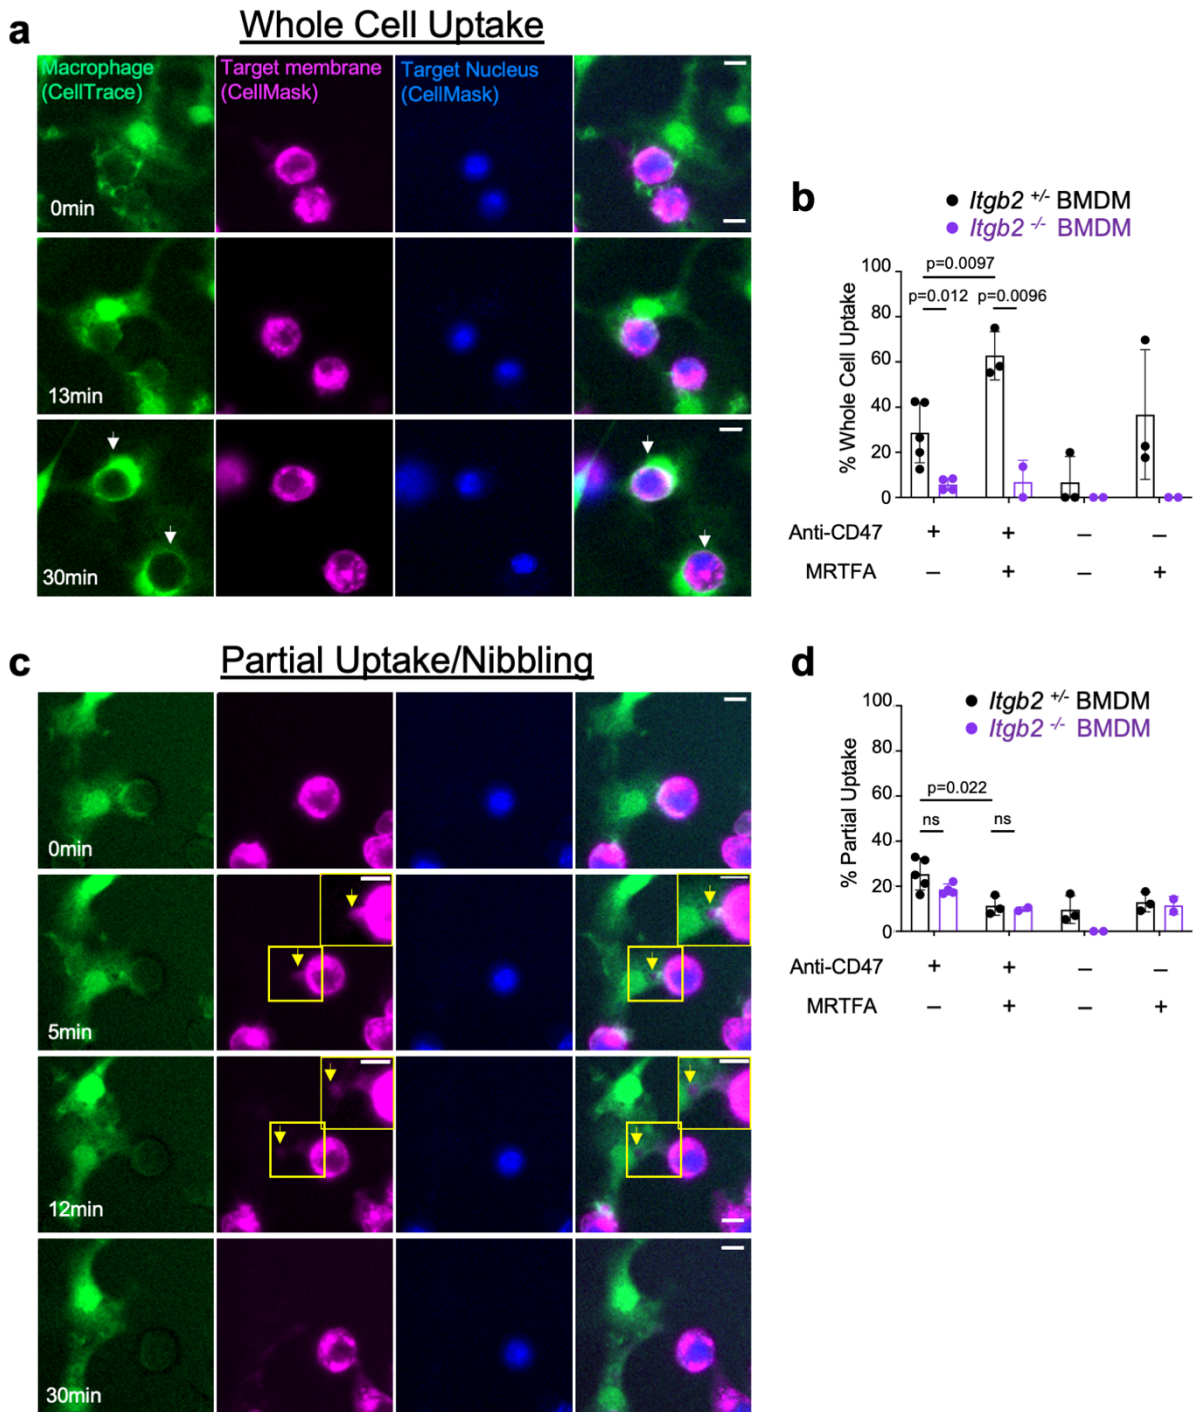 a
Whole Cell Uptake
Macrophage
(CellTrace)
Target membrane
(CellMask)
Target Nucleus
(CellMask)
0min
13min
30min
b
Itgb2 +/- BMDM
Itgb2 -/- BMDM
% Whole Cell Uptake
100
80
60
40
20
0
p=0.0097
p=0.012
p=0.0096
Anti-CD47 + + – –
MRTFA – + – +
c
Partial Uptake/Nibbling
0min
5min
12min
30min
d
Itgb2 +/- BMDM
Itgb2 -/- BMDM
% Partial Uptake
100
80
60
40
20
0
p=0.022
ns
ns
Anti-CD47 + + – –
MRTFA – + – +